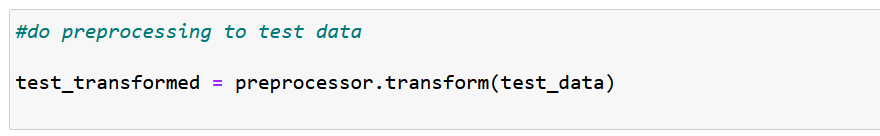 #do preprocessing to test data
test_transformed = preprocessor.transform(test_data)